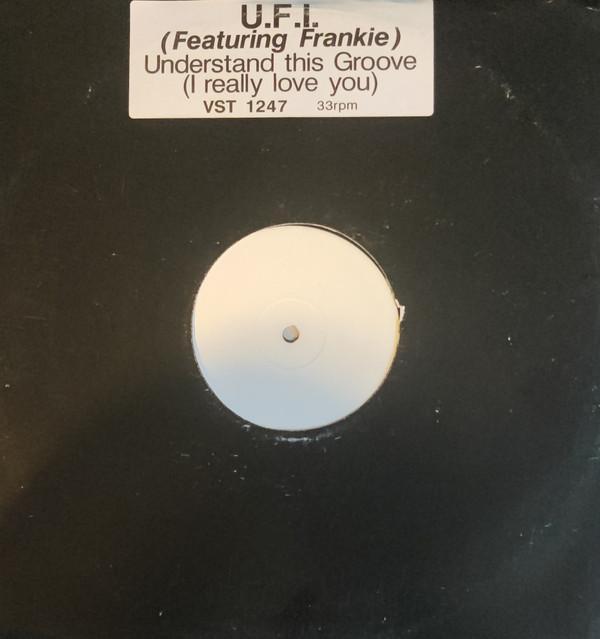 U.F.I.
(Featuring Frankie)
Understand this Groove
(I really love you)
VST 1247 33rpm